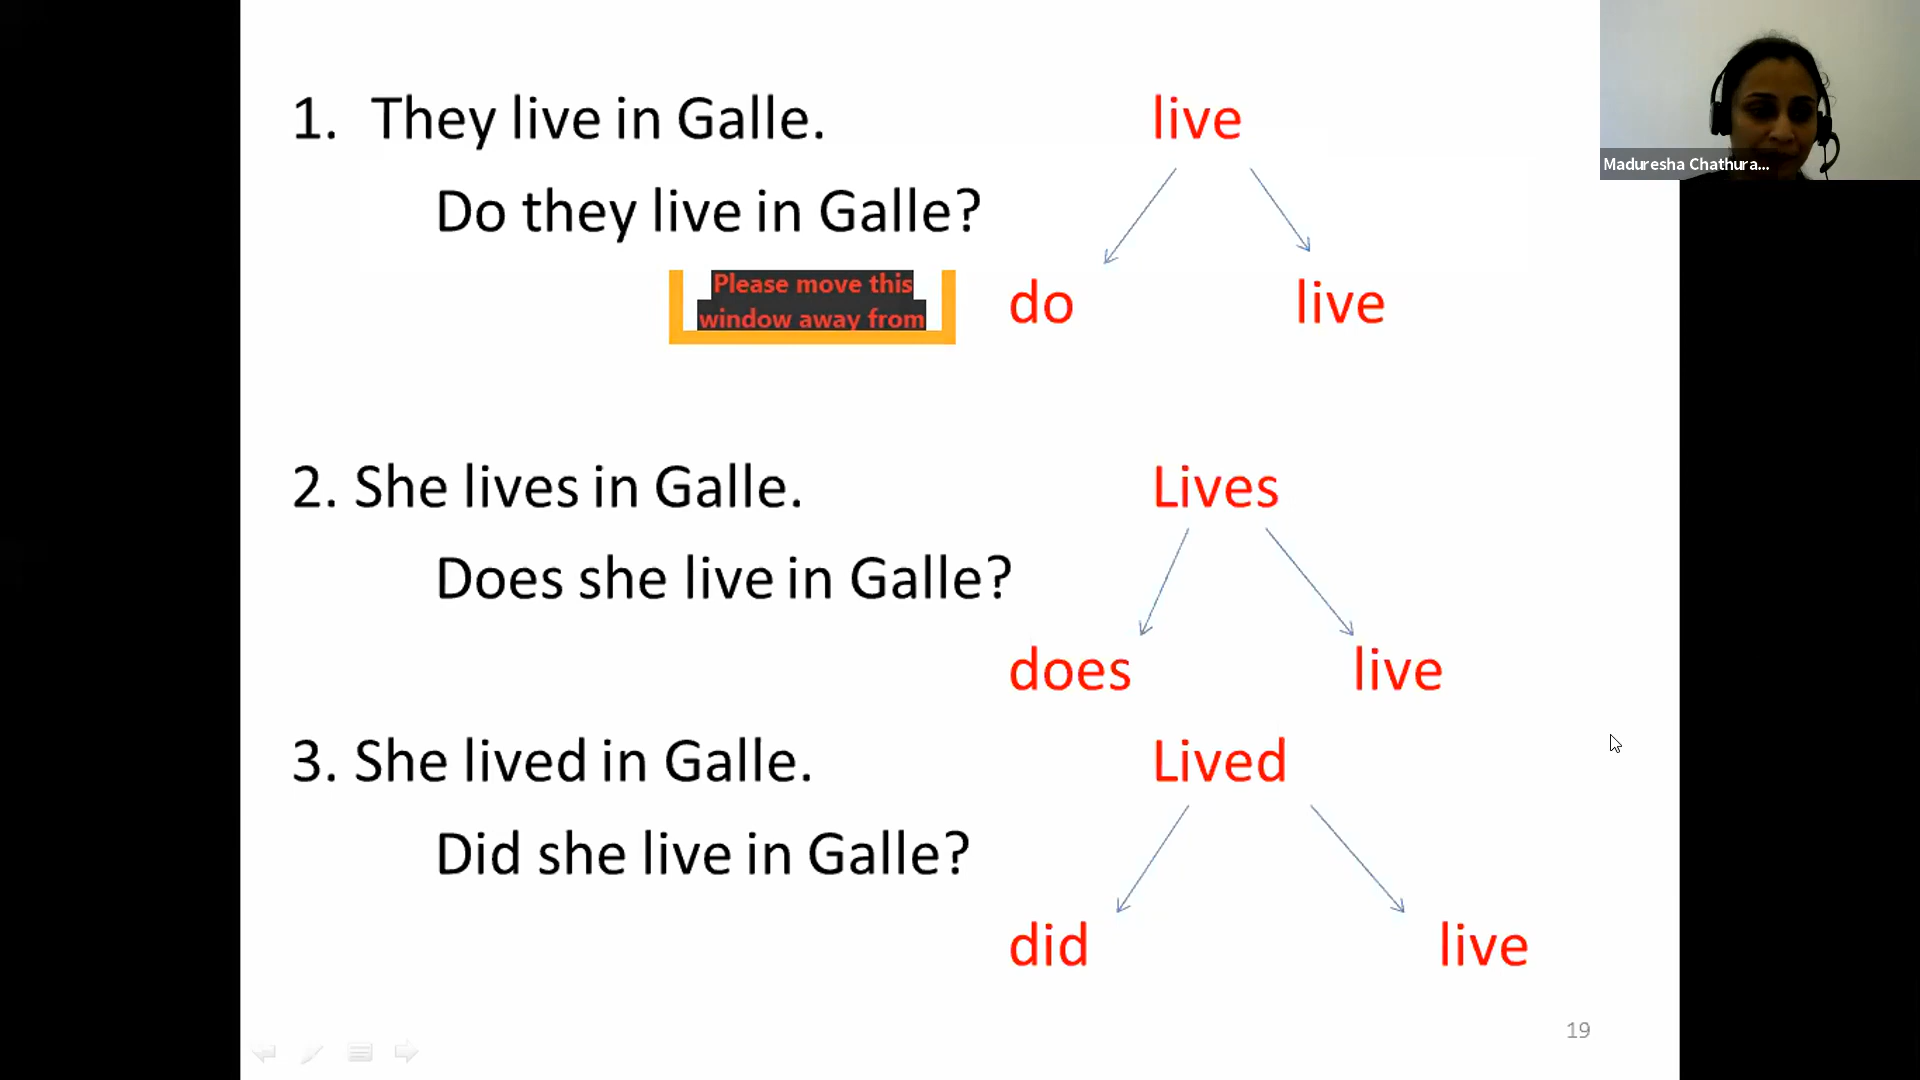 1. They live in Galle.
live
Do they live in Galle?
Please move this
window away from
do
live
2. She lives in Galle.
Lives
Does she live in Galle?
does
live
3. She lived in Galle.
Lived
Did she live in Galle?
did
live
19
Maduresha Chathura...